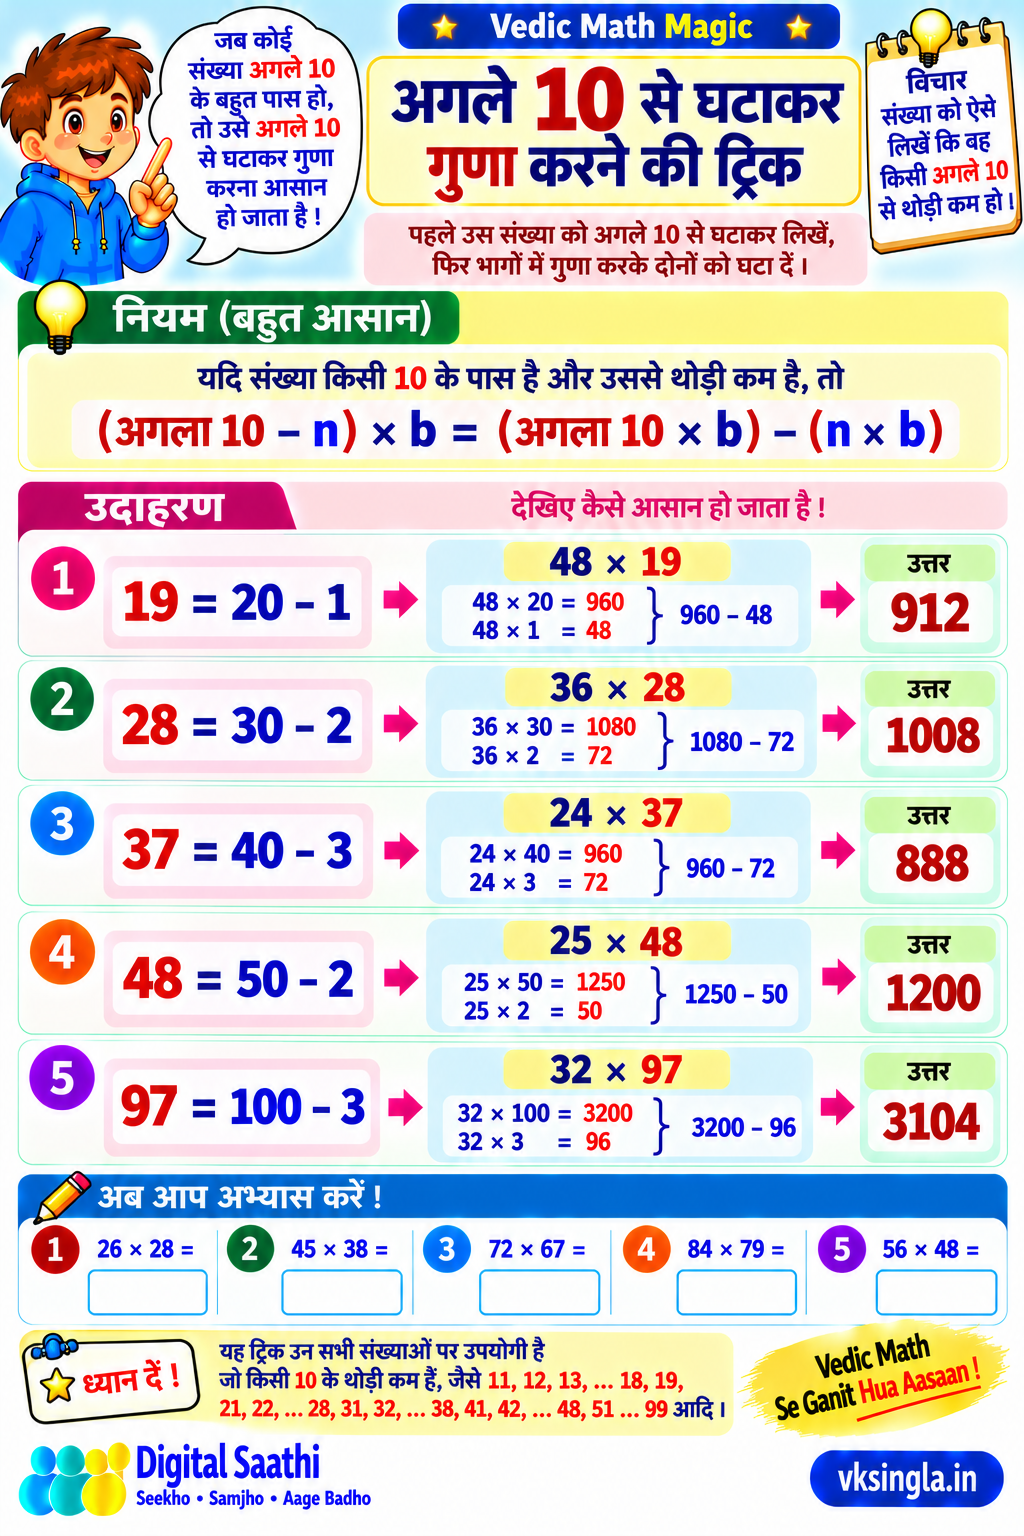 जब कोई
संख्या अगले 10
के बहुत पास हो,
तो उसे अगले 10
से घटाकर गुणा
करना आसान
हो जाता है !
Vedic Math Magic
अगले 10 से घटाकर
गुणा करने की ट्रिक
पहले उस संख्या को अगले 10 से घटाकर लिखें,
फिर भागों में गुणा करके दोनों को घटा दें ।
विचार
संख्या को ऐसे
लिखें कि वह
किसी अगले 10
से थोड़ी कम हो !
नियम (बहुत आसान)
यदि संख्या किसी 10 के पास है और उससे थोड़ी कम है, तो
(अगला 10 – n) × b = (अगला 10 × b) – (n × b)
उदाहरण
देखिए कैसे आसान हो जाता है !
1
19 = 20 – 1
48 × 19
48 × 20 = 960
48 × 1 = 48
960 – 48
उत्तर
912
2
28 = 30 – 2
36 × 28
36 × 30 = 1080
36 × 2 = 72
1080 – 72
उत्तर
1008
3
37 = 40 – 3
24 × 37
24 × 40 = 960
24 × 3 = 72
960 – 72
उत्तर
888
4
48 = 50 – 2
25 × 48
25 × 50 = 1250
25 × 2 = 50
1250 – 50
उत्तर
1200
5
97 = 100 – 3
32 × 97
32 × 100 = 3200
32 × 3 = 96
3200 – 96
उत्तर
3104
अब आप अभ्यास करें !
1 26 × 28 =
2 45 × 38 =
3 72 × 67 =
4 84 × 79 =
5 56 × 48 =
ध्यान दें !
यह ट्रिक उन सभी संख्याओं पर उपयोगी है
जो किसी 10 के थोड़ी कम हैं, जैसे 11, 12, 13, ... 18, 19,
21, 22, ... 28, 31, 32, ... 38, 41, 42, ... 48, 51 ... 99 आदि ।
Vedic Math
Se Ganit Hua Aasaan !
Digital Saathi
Seekho • Samjho • Aage Badho
vksingla.in